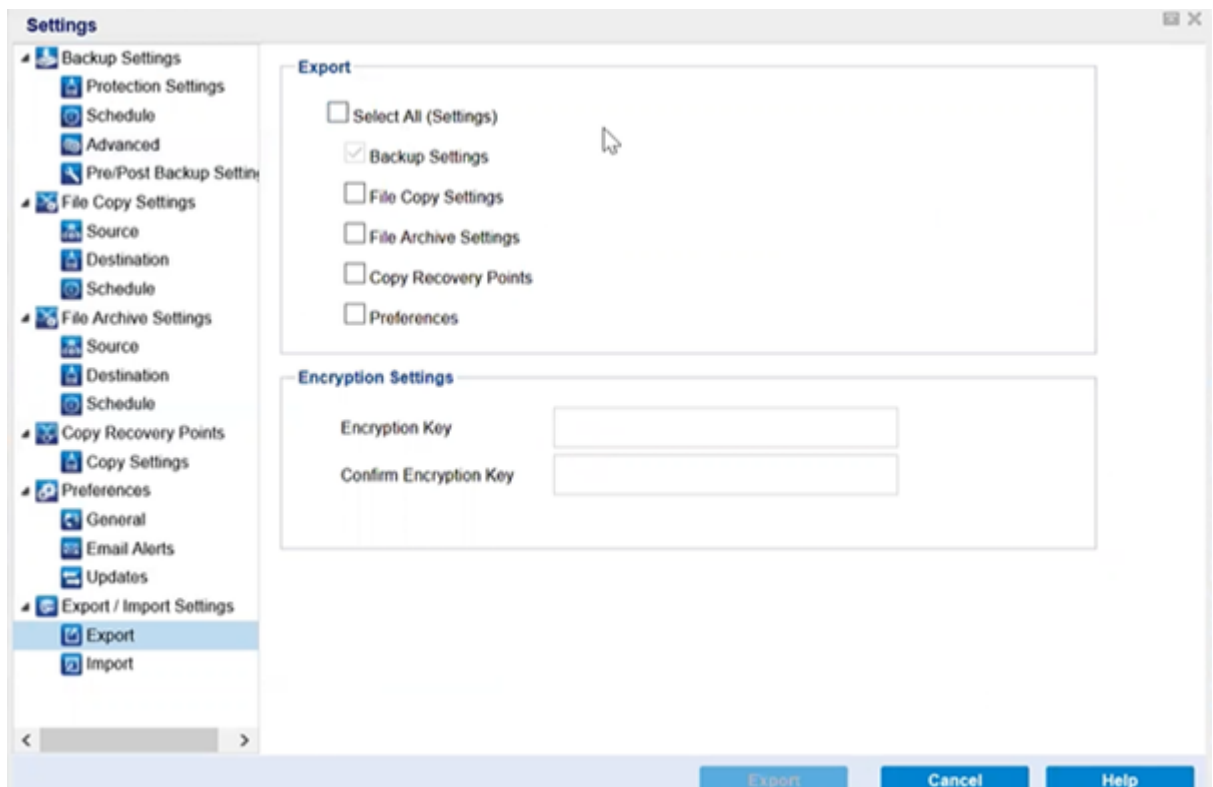 Settings
Backup Settings
Protection Settings
Schedule
Advanced
Pre/Post Backup Setting
File Copy Settings
Source
Destination
Schedule
File Archive Settings
Source
Destination
Schedule
Copy Recovery Points
Copy Settings
Preferences
General
Email Alerts
Updates
Export / Import Settings
Export
Import
Export
Select All (Settings)
Backup Settings
File Copy Settings
File Archive Settings
Copy Recovery Points
Preferences
Encryption Settings
Encryption Key
Confirm Encryption Key
Export Cancel Help